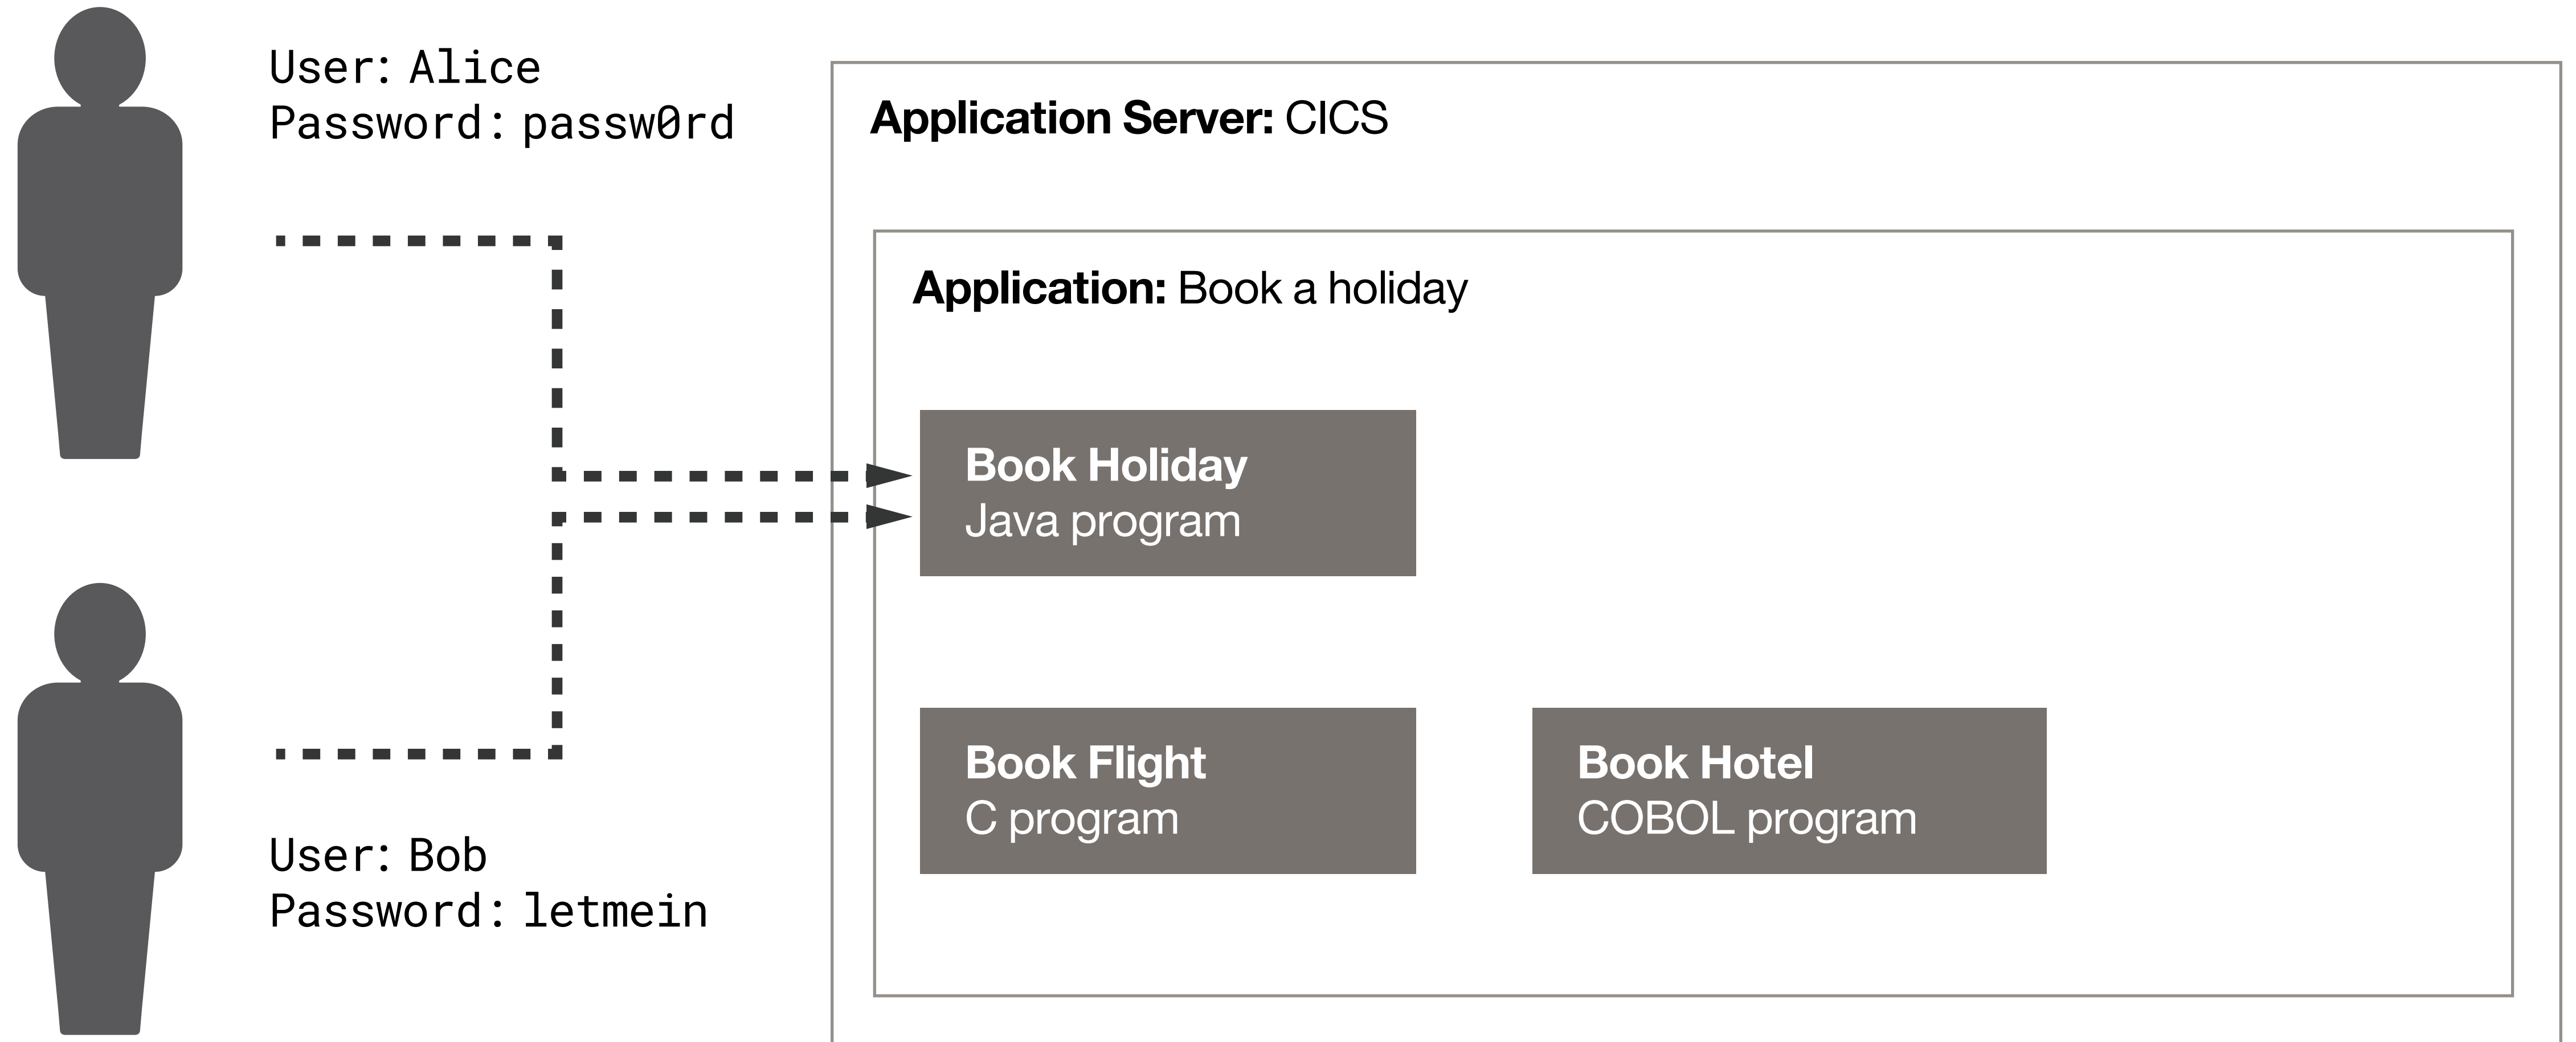 User: Alice
Password: passw0rd
Application Server: CICS
Application: Book a holiday
Book Holiday
Java program
Book Flight
C program
Book Hotel
COBOL program
User: Bob
Password: letmein